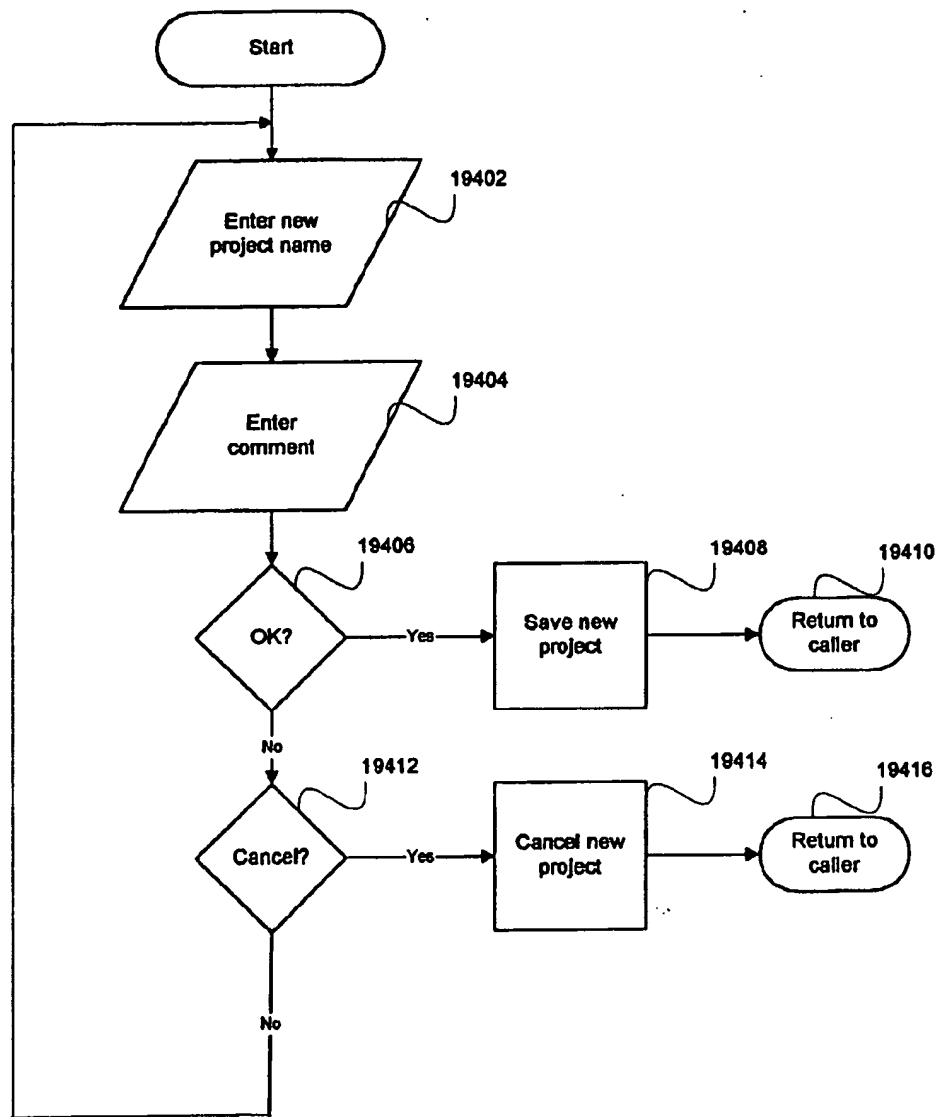 Start
19402
Enter new
project name
19404
Enter
comment
19406
OK?
Yes
19408
Save new
project
19410
Return to
caller
No
19412
Cancel?
Yes
19414
Cancel new
project
19416
Return to
caller
No